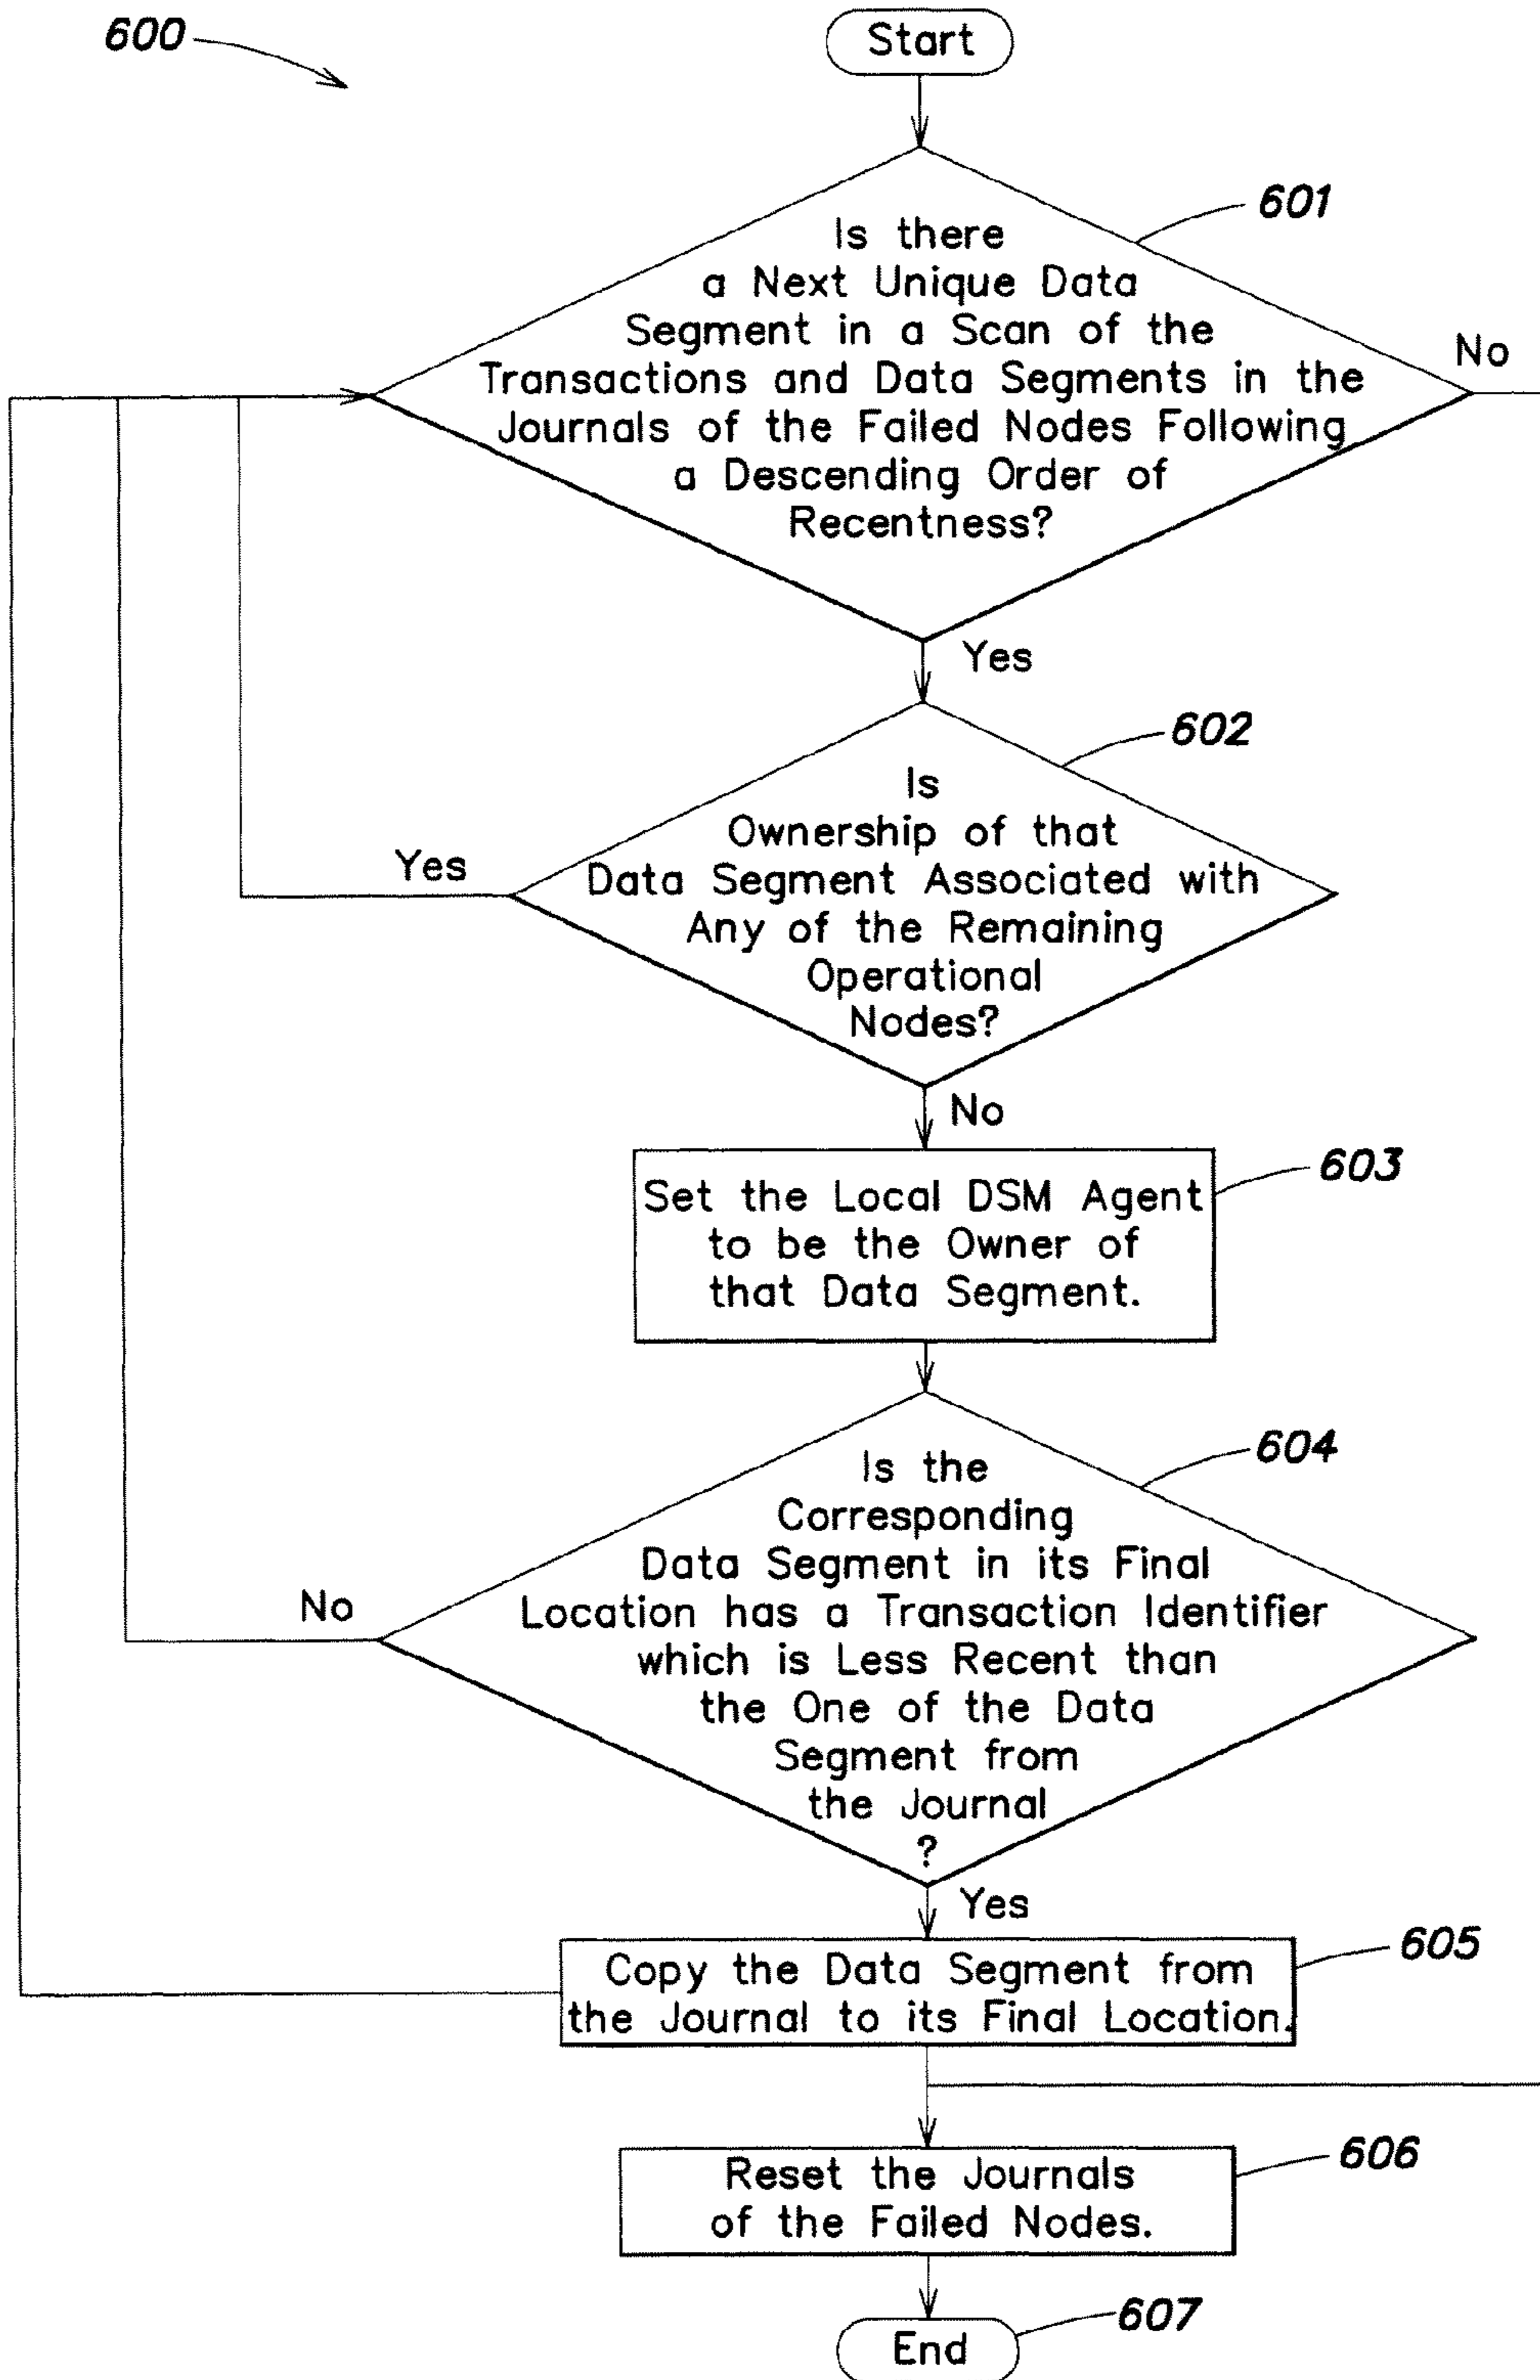 600
Start
601
Is there
a Next Unique Data
Segment in a Scan of the
Transactions and Data Segments in the
Journals of the Failed Nodes Following
a Descending Order of
Recentness?
No
Yes
602
Is
Ownership of that
Data Segment Associated with
Any of the Remaining
Operational
Nodes?
Yes
No
603
Set the Local DSM Agent
to be the Owner of
that Data Segment.
604
Is the
Corresponding
Data Segment in its Final
Location has a Transaction Identifier
which is Less Recent than
the One of the Data
Segment from
the Journal
?
No
Yes
605
Copy the Data Segment from
the Journal to its Final Location.
606
Reset the Journals
of the Failed Nodes.
607
End